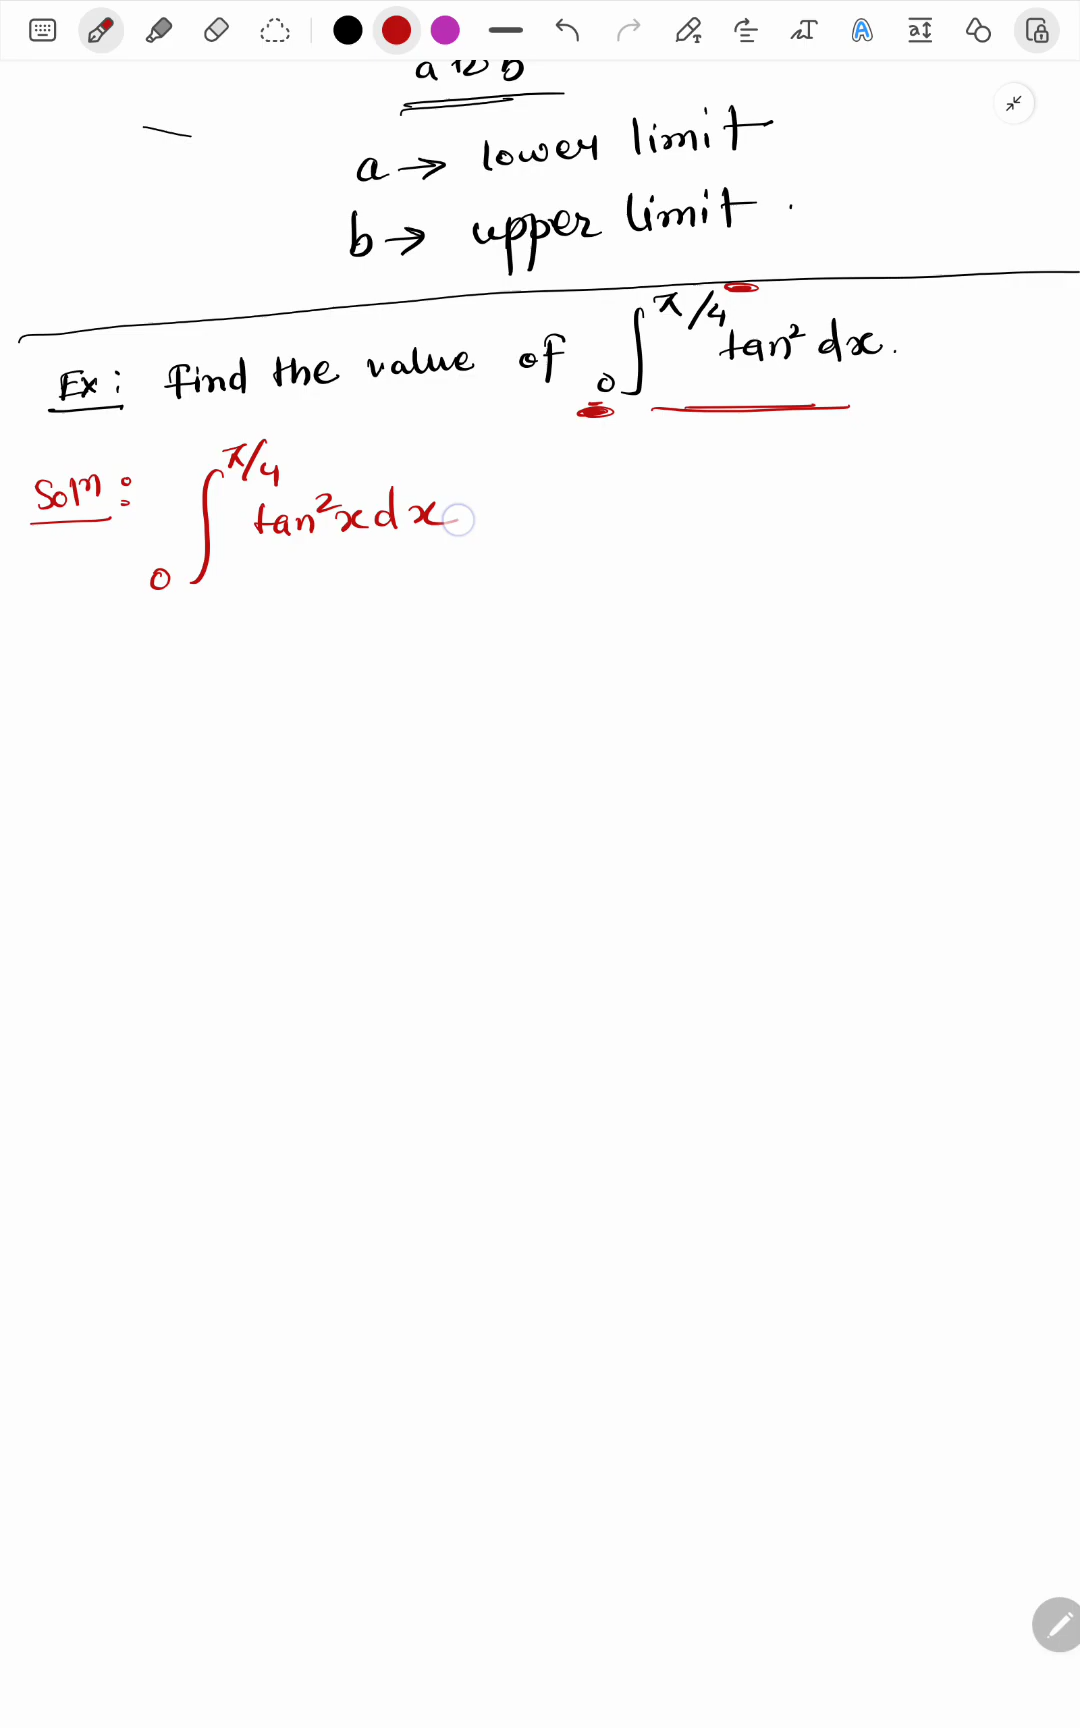 a to b
a → lower limit
b → upper limit.
Ex: Find the value of ₀∫^π/4 tan² dx.
Soln: ₀∫^π/4 tan²x dx